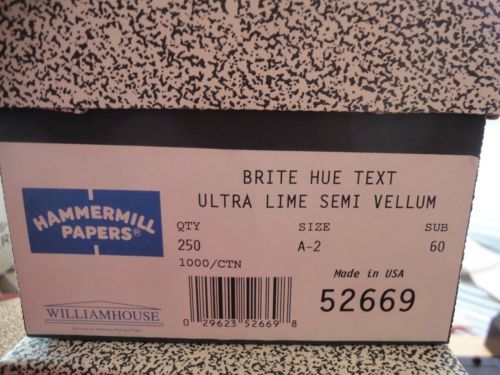 BRITE HUE TEXT
ULTRA LIME SEMI VELLUM
HAMMERMILL
PAPERS®
QTY SIZE SUB
250 A-2 60
1000/CTN
Made in USA
52669
0 29623 52669 8
WILLIAMHOUSE